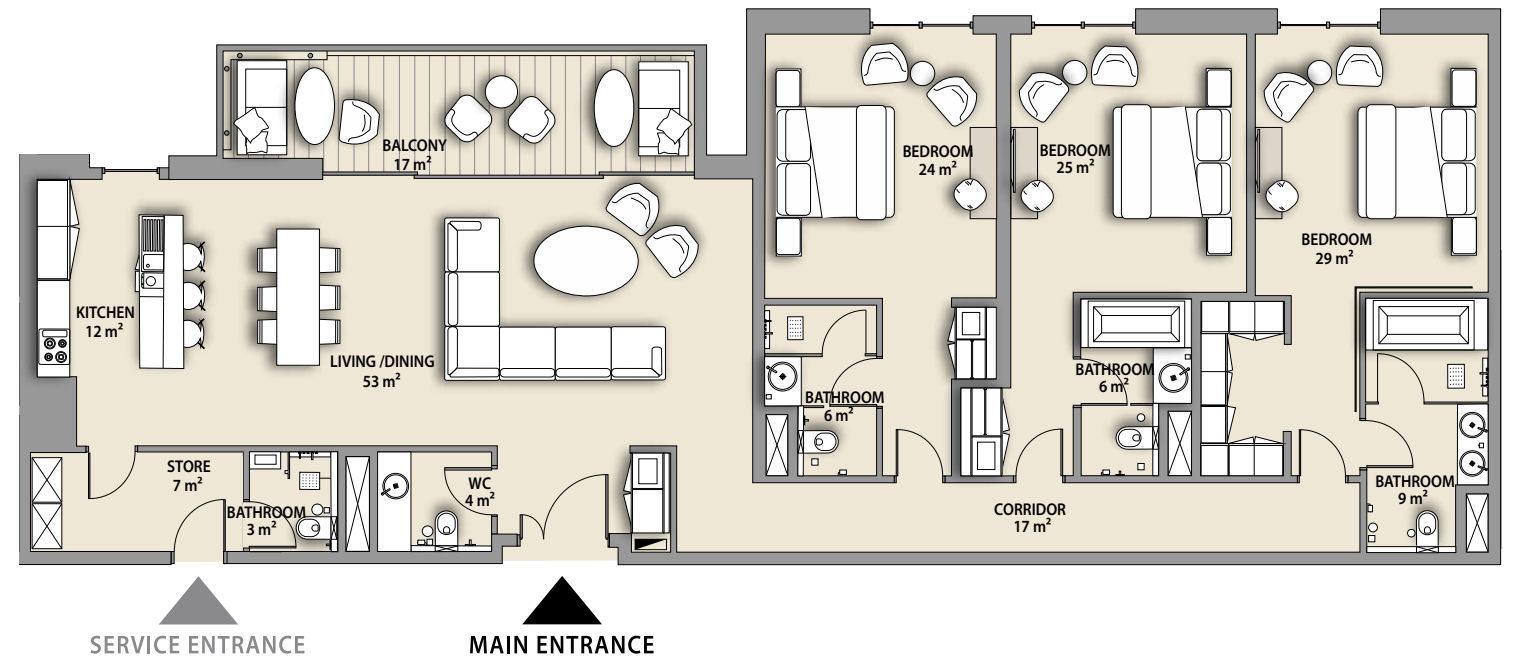 BALCONY
17 m²
BEDROOM
24 m²
BEDROOM
25 m²
BEDROOM
29 m²
KITCHEN
12 m²
LIVING /DINING
53 m²
BATHROOM
6 m²
BATHROOM
6 m²
STORE
7 m²
BATHROOM
3 m²
WC
4 m²
CORRIDOR
17 m²
BATHROOM
9 m²
SERVICE ENTRANCE
MAIN ENTRANCE